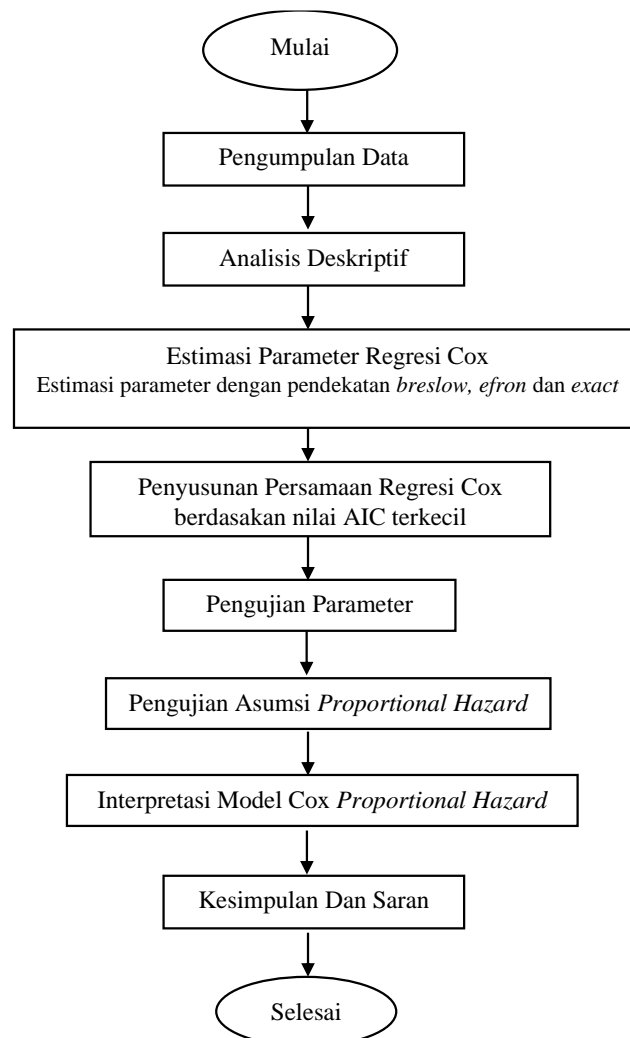 Mulai
Pengumpulan Data
Analisis Deskriptif
Estimasi Parameter Regresi Cox
Estimasi parameter dengan pendekatan breslow, efron dan exact
Penyusunan Persamaan Regresi Cox
berdasakan nilai AIC terkecil
Pengujian Parameter
Pengujian Asumsi Proportional Hazard
Interpretasi Model Cox Proportional Hazard
Kesimpulan Dan Saran
Selesai